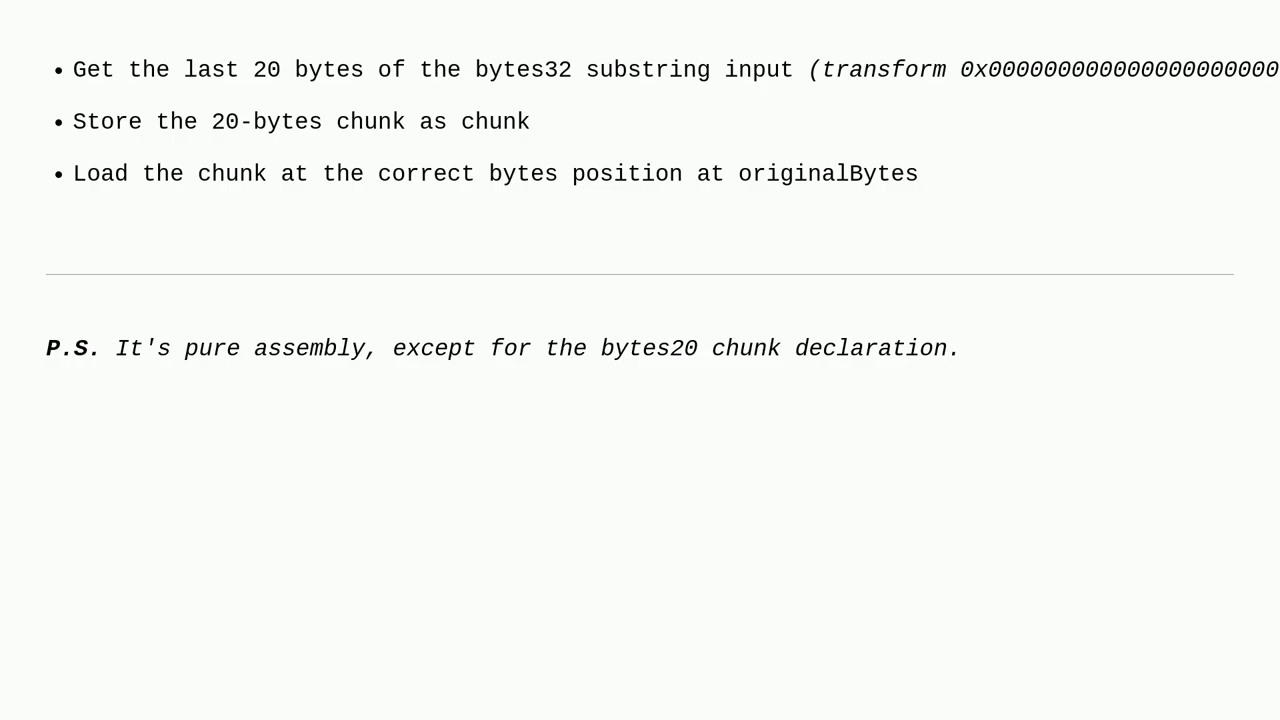 • Get the last 20 bytes of the bytes32 substring input (transform 0x000000000000000000000
• Store the 20-bytes chunk as chunk
• Load the chunk at the correct bytes position at originalBytes
P.S. It's pure assembly, except for the bytes20 chunk declaration.